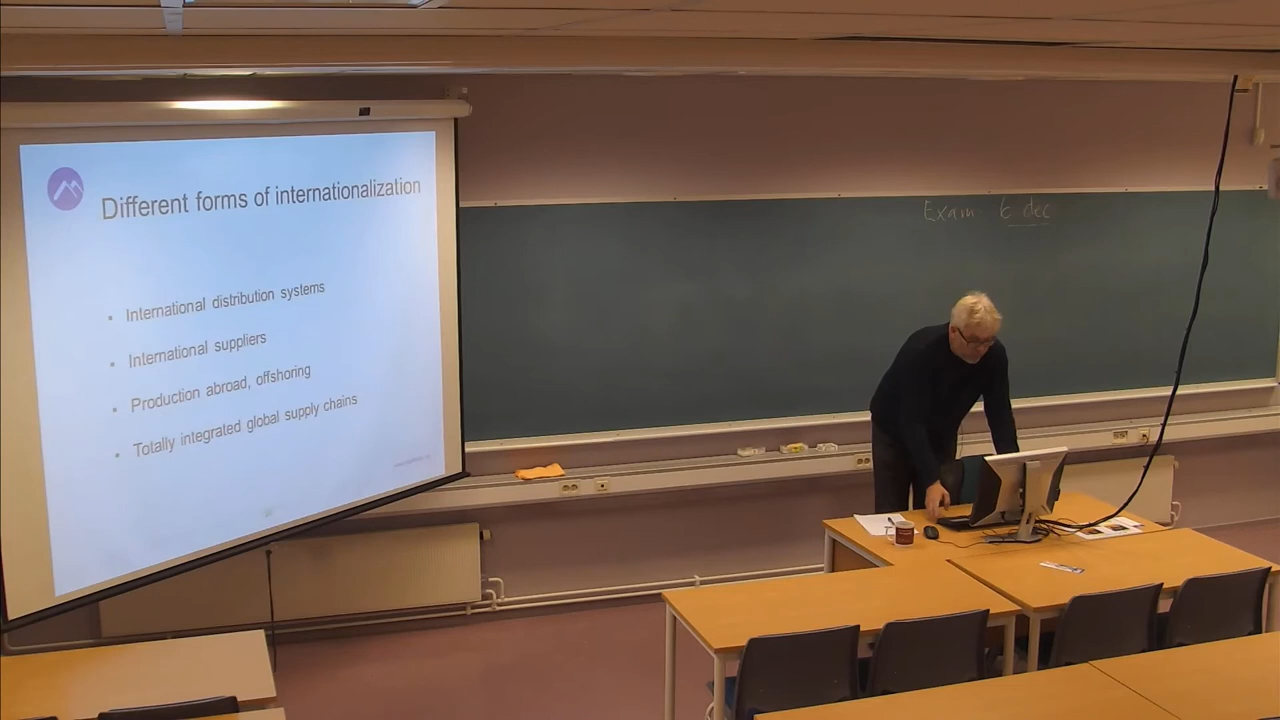 Different forms of internationalization
• International distribution systems
• International suppliers
• Production abroad, offshoring
• Totally integrated global supply chains
Exam 6 dec